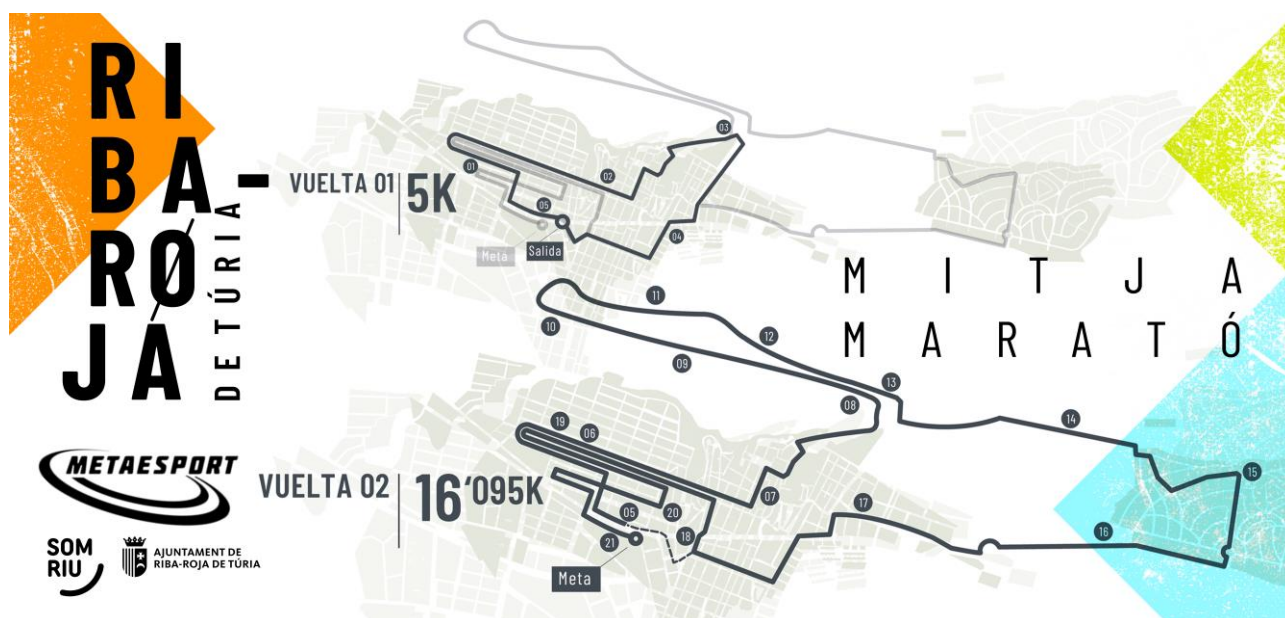 RI
BA
ROJA
DE TÚRIA
VUELTA 01
5K
01
02
03
04
05
Meta
Salida
MITJA
MARATÓ
VUELTA 02
16'095K
05
06
07
08
09
10
11
12
13
14
15
16
17
18
19
20
21
Meta
METAESPORT
SOM
RIU
AJUNTAMENT DE
RIBA-ROJA DE TÚRIA